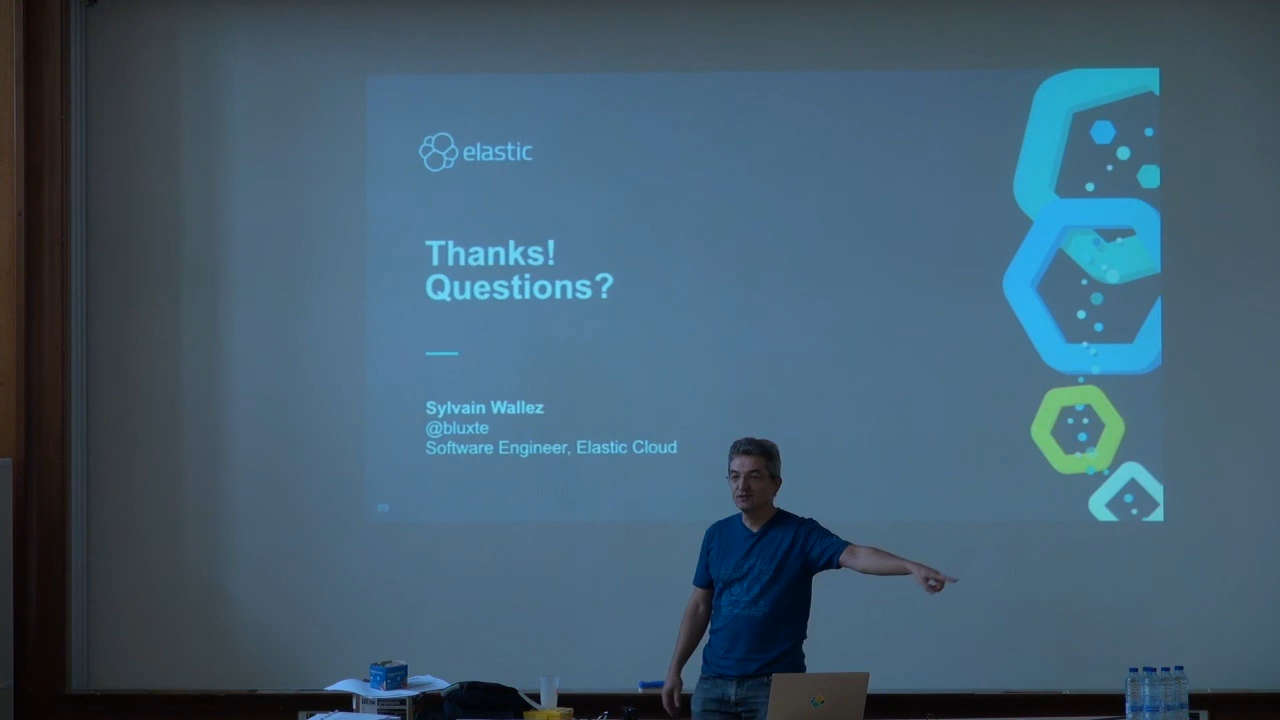 elastic
Thanks!
Questions?
Sylvain Wallez
@bluxte
Software Engineer, Elastic Cloud